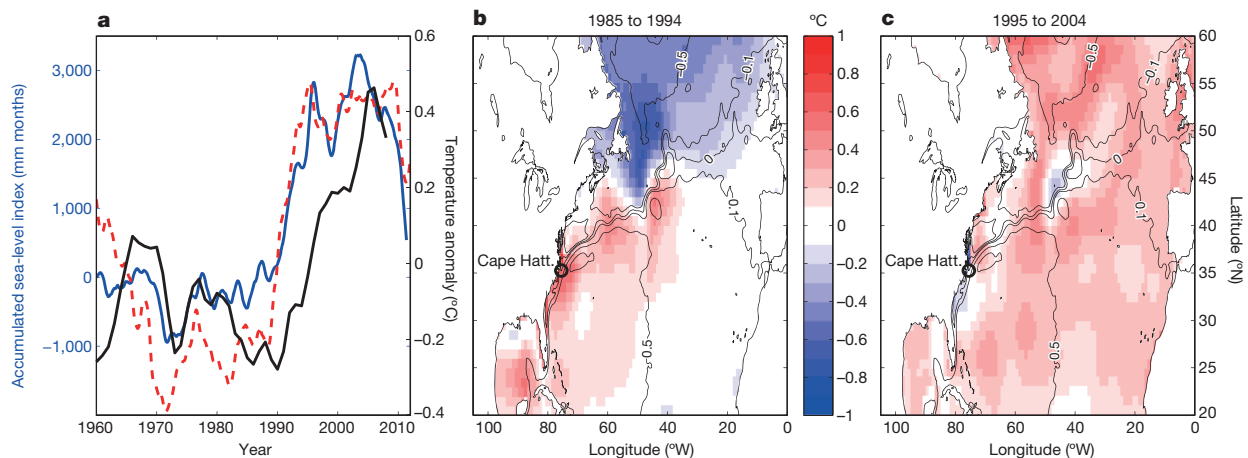 a
Accumulated sea-level index (mm months)
3,000
2,000
1,000
0
−1,000
1960 1970 1980 1990 2000 2010
Year
0.6
0.4
0.2
0
−0.2
−0.4
Temperature anomaly (°C)
b
1985 to 1994
−0.5
−0.1
0
0.1
Cape Hatt.
0.5
100 80 60 40 20 0
Longitude (°W)
°C
1
0.8
0.6
0.4
0.2
0
−0.2
−0.4
−0.6
−0.8
−1
c
1995 to 2004
−0.5
−0.1
0
0.1
Cape Hatt.
0.5
100 80 60 40 20 0
Longitude (°W)
60
55
50
45
40
35
30
25
20
Latitude (°N)